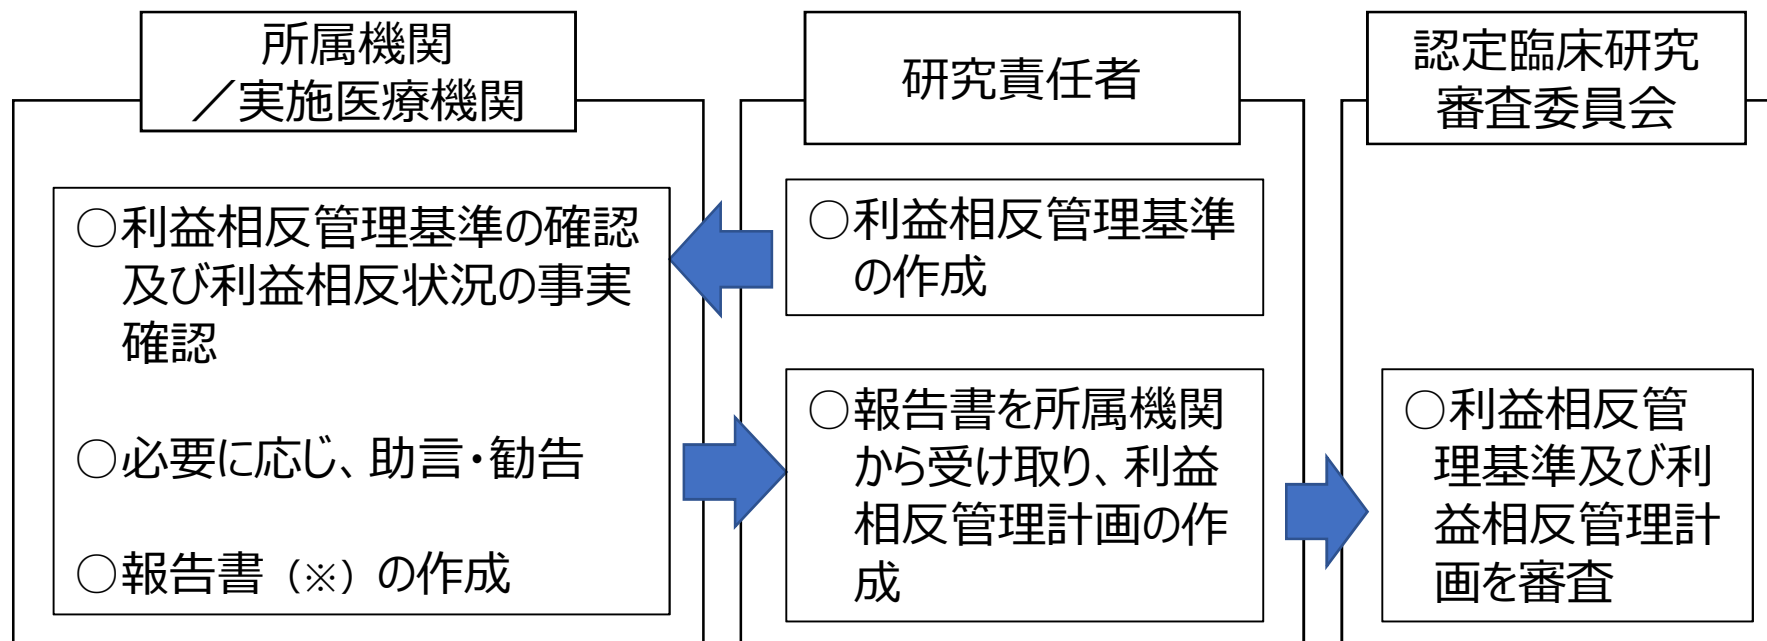 所属機関
／実施医療機関
研究責任者
認定臨床研究
審査委員会
○利益相反管理基準の確認
及び利益相反状況の事実
確認
○必要に応じ、助言・勧告
○報告書（※）の作成
○利益相反管理基準
の作成
○報告書を所属機関
から受け取り、利益
相反管理計画の作
成
○利益相反管
理基準及び利
益相反管理計
画を審査